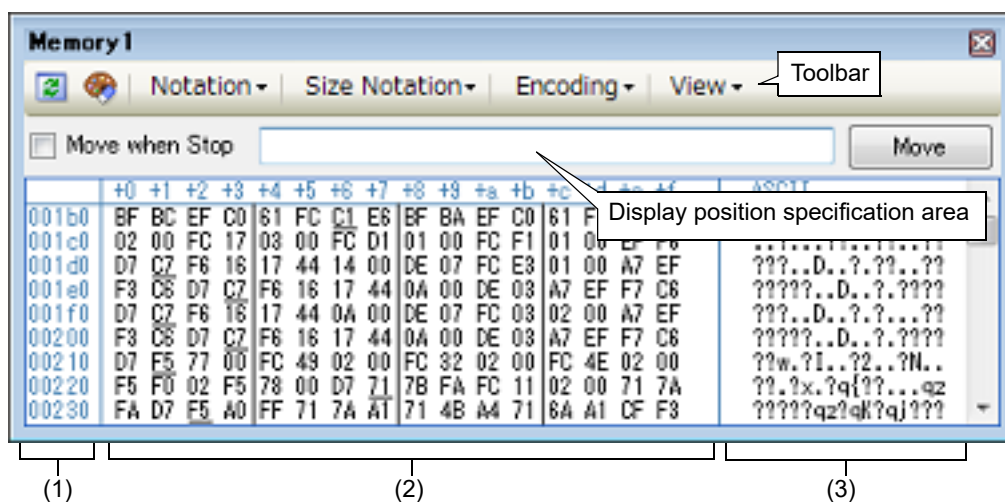 Memory1
Notation Size Notation Encoding View
Toolbar
Move when Stop Move
+0 +1 +2 +3 +4 +5 +6 +7 +8 +9 +a +b +c
Display position specification area
001b0 BF BC EF C0 61 FC C1 E6 BF BA EF C0 61
001c0 02 00 FC 17 03 00 FC D1 01 00 FC F1 01 00
001d0 D7 C7 F6 16 17 44 14 00 DE 07 FC E3 01 00 A7 EF ???..D..?.??..??
001e0 F3 C6 D7 C7 F6 16 17 44 0A 00 DE 03 A7 EF F7 C6 ?????..D..?.????
001f0 D7 C7 F6 16 17 44 0A 00 DE 07 FC 03 02 00 A7 EF ???..D..?.?...??
00200 F3 C6 D7 C7 F6 16 17 44 0A 00 DE 03 A7 EF F7 C6 ?????..D..?.????
00210 D7 F5 77 00 FC 49 02 00 FC 32 02 00 FC 4E 02 00 ??w.?I..?2..?N..
00220 F5 F0 02 F5 78 00 D7 71 7B FA FC 11 02 00 71 7A ??.?x.?q{??...qz
00230 FA D7 F5 A0 FF 71 7A A1 71 4B A4 71 6A A1 CF F3 ?????qz?qK?qj???
(1) (2) (3)